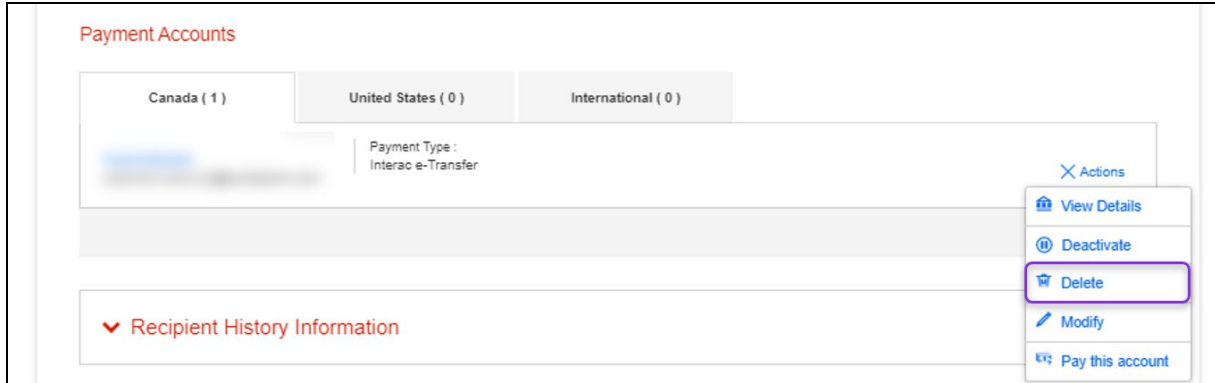 Payment Accounts
Canada ( 1 )
United States ( 0 )
International ( 0 )
Payment Type :
Interac e-Transfer
Actions
View Details
Deactivate
Delete
Modify
Pay this account
Recipient History Information